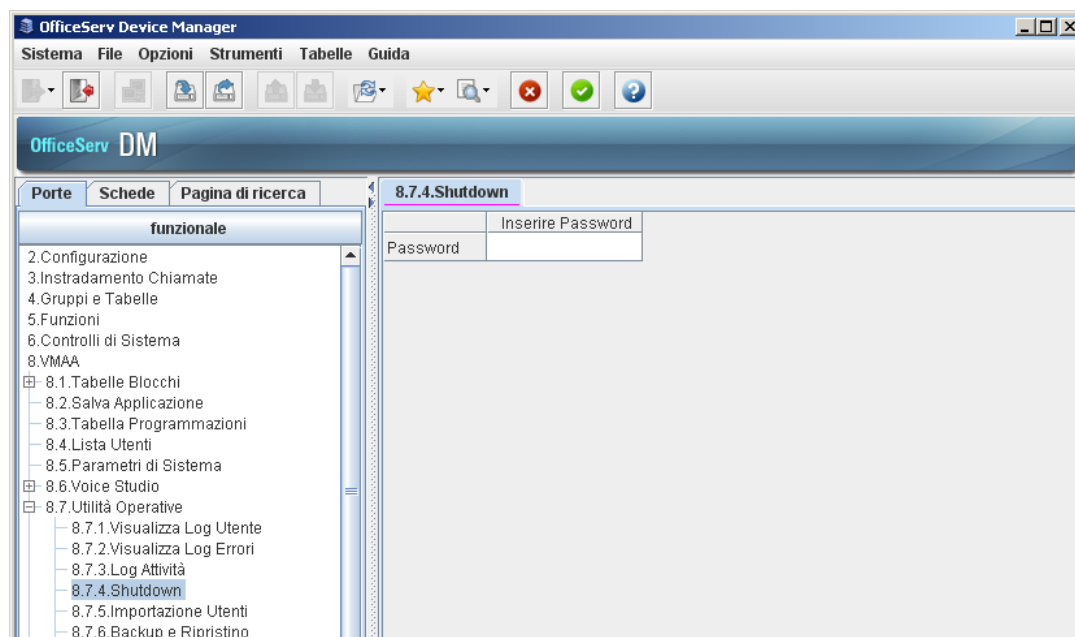 OfficeServ Device Manager
Sistema File Opzioni Strumenti Tabelle Guida
OfficeServ DM
Porte Schede Pagina di ricerca
8.7.4.Shutdown
funzionale
Inserire Password
Password
2.Configurazione
3.Instradamento Chiamate
4.Gruppi e Tabelle
5.Funzioni
6.Controlli di Sistema
8.VMAA
8.1.Tabelle Blocchi
8.2.Salva Applicazione
8.3.Tabella Programmazioni
8.4.Lista Utenti
8.5.Parametri di Sistema
8.6.Voice Studio
8.7.Utilità Operative
8.7.1.Visualizza Log Utente
8.7.2.Visualizza Log Errori
8.7.3.Log Attività
8.7.4.Shutdown
8.7.5.Importazione Utenti
8.7.6.Backup e Ripristino